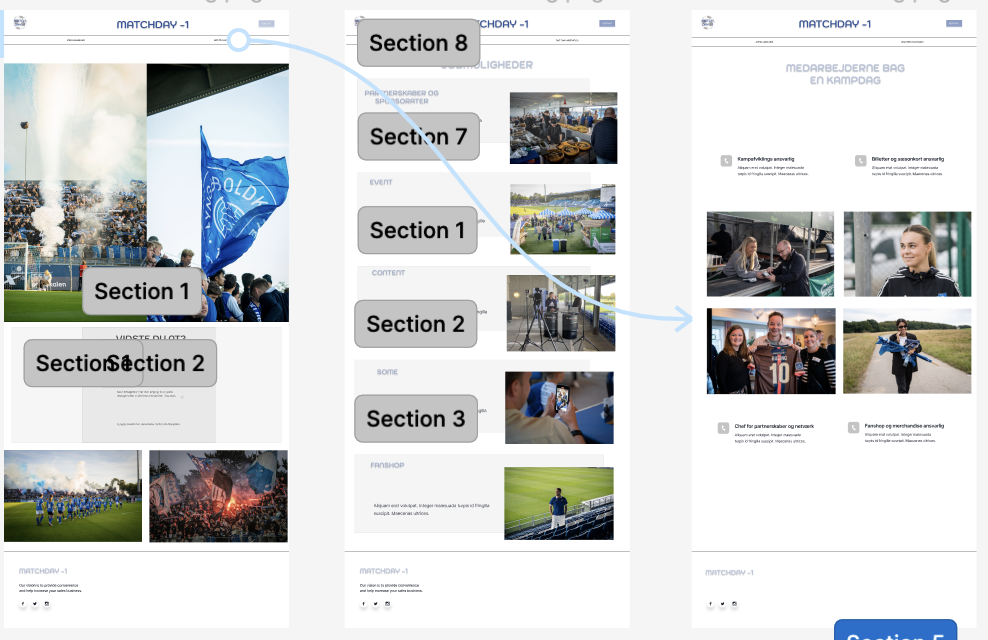 MATCHDAY -1
BOLDK
Section 1
VIDSTE DU AT?
Section 1
Section 2
MATCHDAY -1
Our vision is to provide convenience
and help increase your sales business.
CHDAY -1
Section 8
MULIGHEDER
PARTNERSKABER OG
SPONSORATER
Section 7
EVENT
Section 1
CONTENT
Section 2
SOME
Section 3
FANSHOP
Aliquam erat volutpat. Integer malesuada turpis id fringilla
suscipit. Maecenas ultrices.
MATCHDAY -1
Our vision is to provide convenience
and help increase your sales business.
MATCHDAY -1
MEDARBEJDERNE BAG
EN KAMPDAG
Kampafviklings ansvarlig
Aliquam erat volutpat. Integer malesuada
turpis id fringilla suscipit. Maecenas ultrices.
Billetter og sæsonkort ansvarlig
Aliquam erat volutpat. Integer malesuada
turpis id fringilla suscipit. Maecenas ultrices.
10
Chef for partnerskaber og netværk
Aliquam erat volutpat. Integer malesuada
turpis id fringilla suscipit. Maecenas ultrices.
Fanshop og merchandise ansvarlig
Aliquam erat volutpat. Integer malesuada
turpis id fringilla suscipit. Maecenas ultrices.
MATCHDAY -1
Section 5